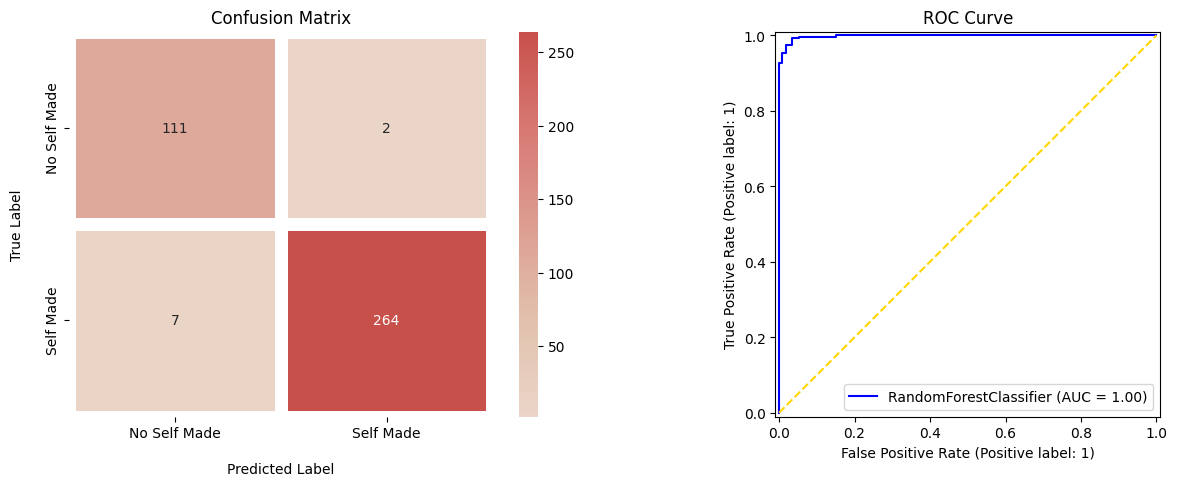 Confusion Matrix
True Label
No Self Made
Self Made
111
2
7
264
No Self Made
Self Made
Predicted Label
250
200
150
100
50
ROC Curve
True Positive Rate (Positive label: 1)
1.0
0.8
0.6
0.4
0.2
0.0
RandomForestClassifier (AUC = 1.00)
0.0 0.2 0.4 0.6 0.8 1.0
False Positive Rate (Positive label: 1)